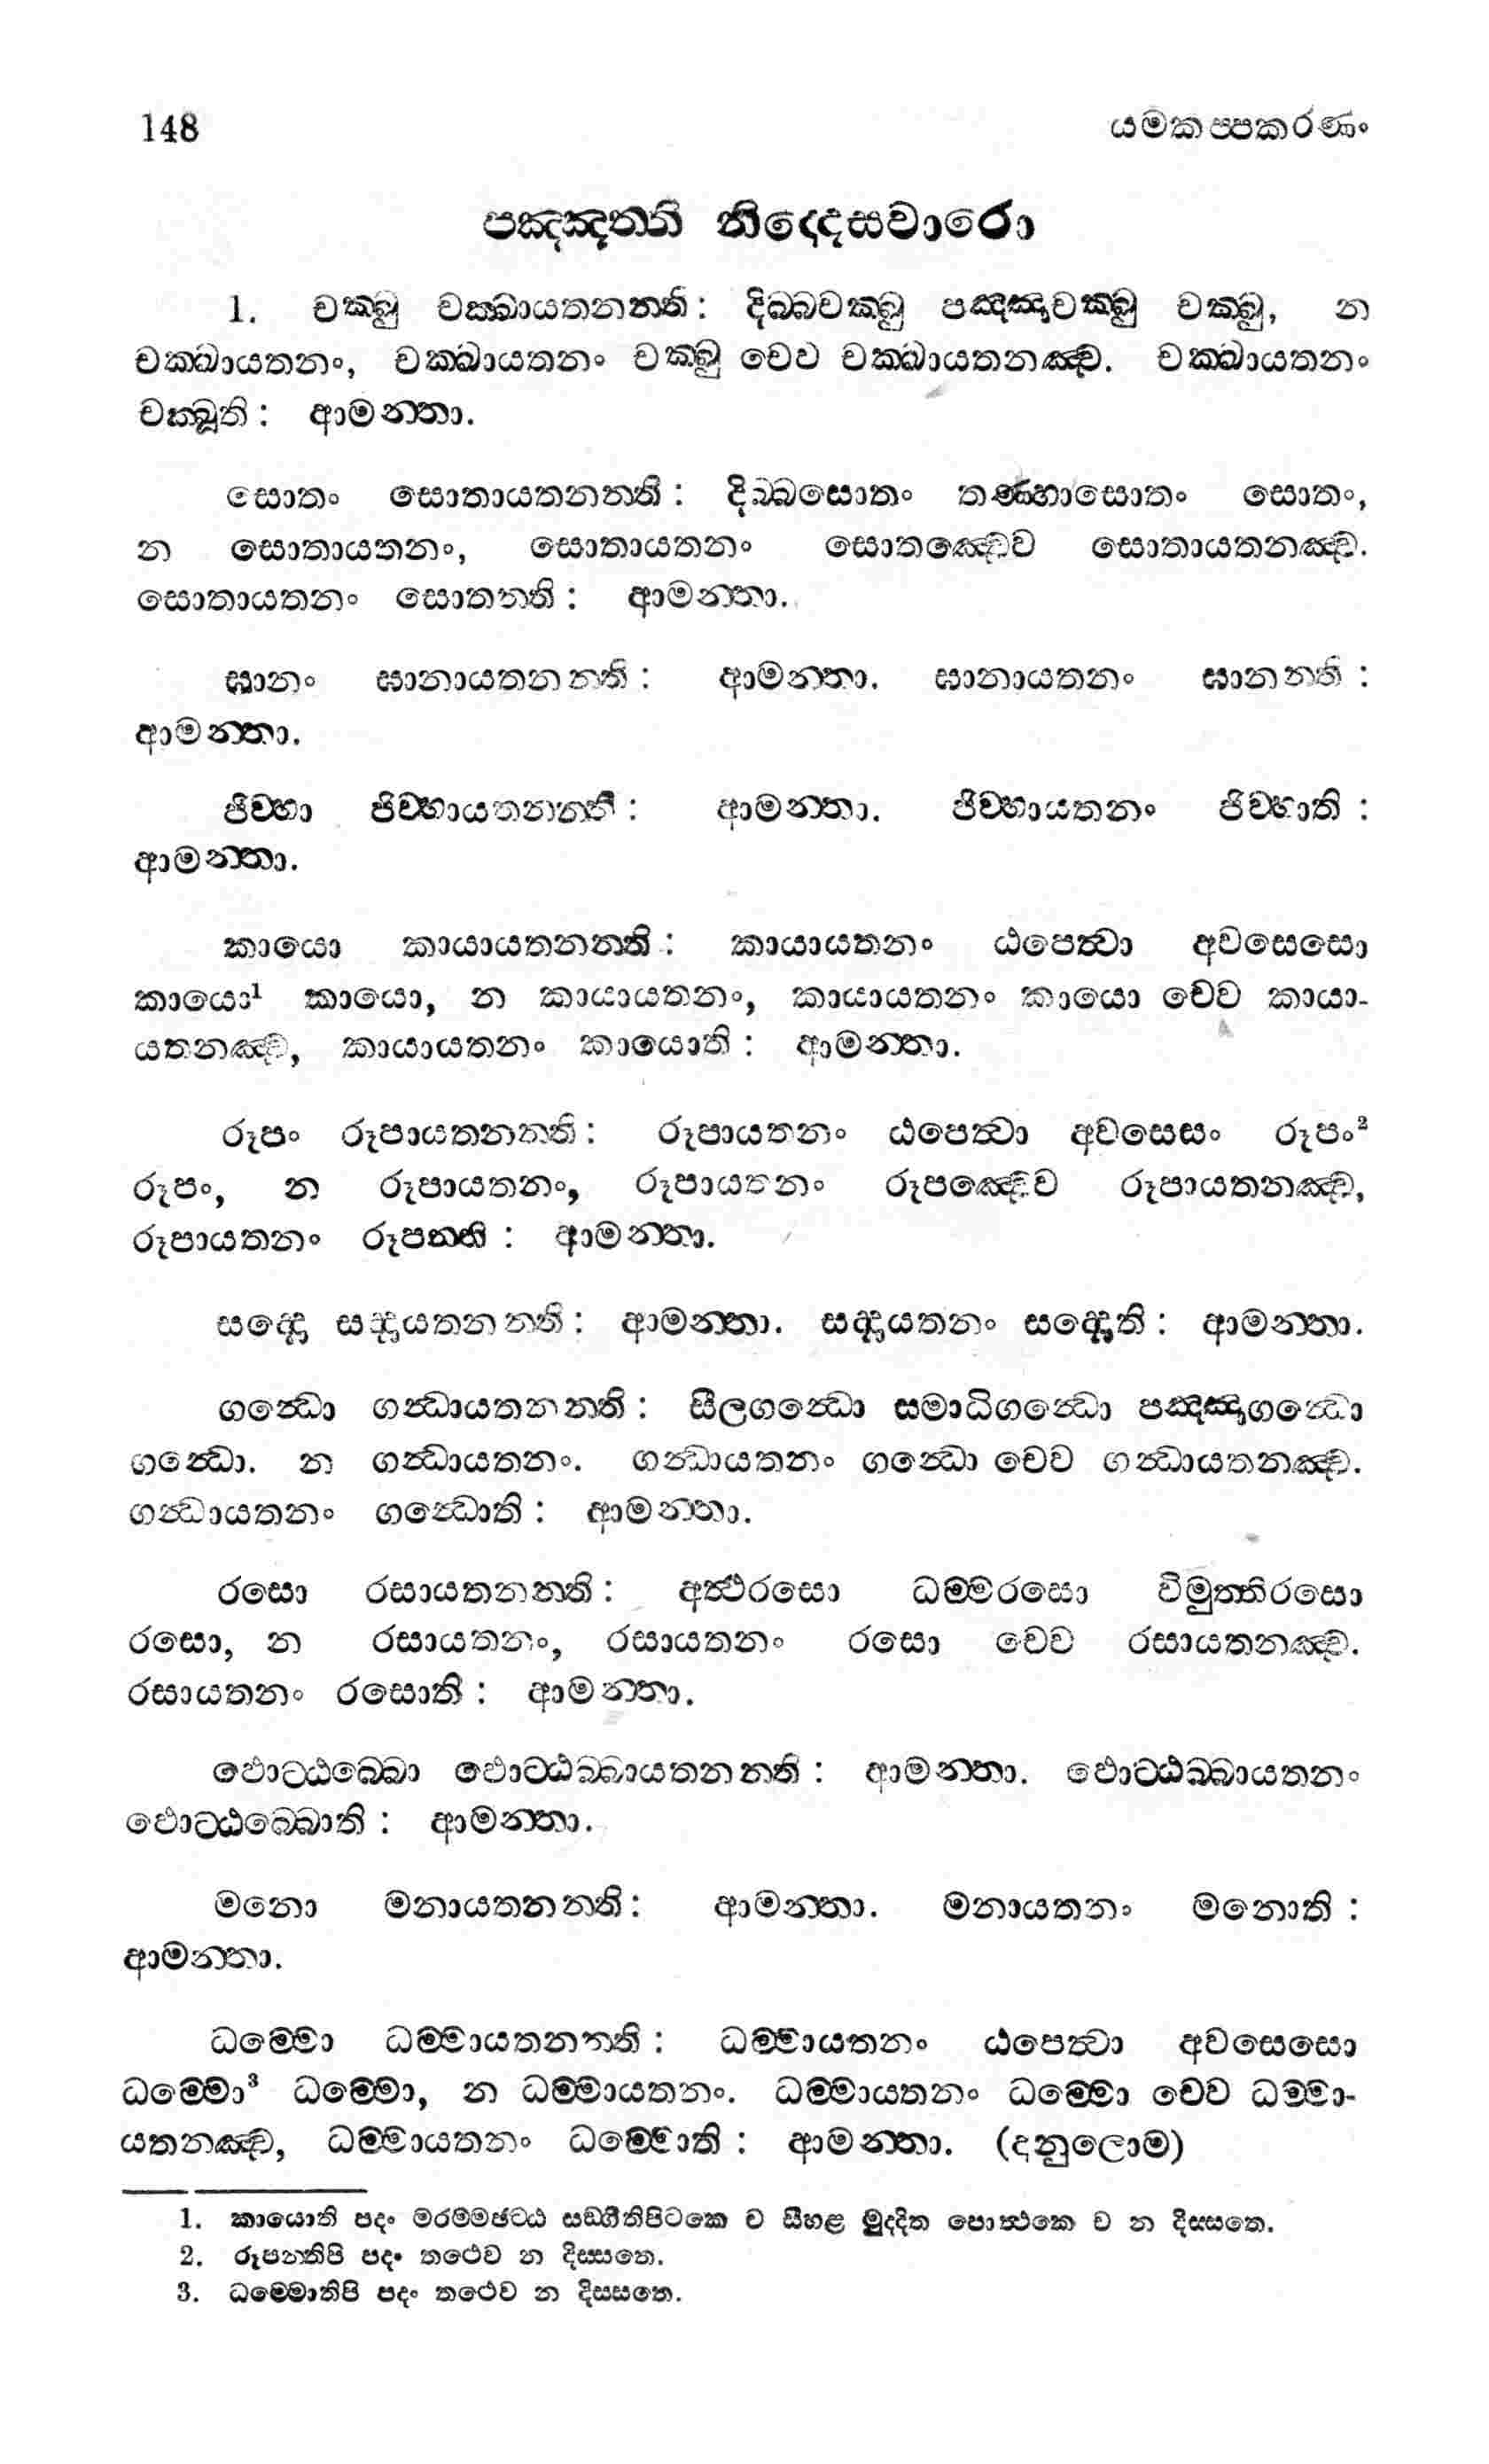 148 යමකප්පකරණං
පඤ්ඤත්ති නිද්දෙසවාරො
1. චක්ඛු චක්ඛායතනන්ති: දිබ්බචක්ඛු පඤ්ඤාචක්ඛු චක්ඛු, න
චක්ඛායතනං, චක්ඛායතනං චක්ඛු චෙව චක්ඛායතනඤ්ච. චක්ඛායතනං
චක්ඛූති: ආමන්තා.
සොතං සොතායතනන්ති: දිබ්බසොතං තණ්හාසොතං සොතං,
න සොතායතනං, සොතායතනං සොතඤ්චෙව සොතායතනඤ්ච.
සොතායතනං සොතන්ති: ආමන්තා.
ඝානං ඝානායතනන්ති: ආමන්තා. ඝානායතනං ඝානන්ති:
ආමන්තා.
ජිව්හා ජිව්හායතනන්ති: ආමන්තා. ජිව්හායතනං ජිව්හාති:
ආමන්තා.
කායො කායායතනන්ති: කායායතනං ඨපෙත්වා අවසෙසො
කායො¹ කායො, න කායායතනං, කායායතනං කායො චෙව කායා-
යතනඤ්ච, කායායතනං කායොති: ආමන්තා.
රූපං රූපායතනන්ති: රූපායතනං ඨපෙත්වා අවසෙසං රූපං²
රූපං, න රූපායතනං, රූපායතනං රූපඤ්චෙව රූපායතනඤ්ච,
රූපායතනං රූපන්ති: ආමන්තා.
සද්දො සද්දායතනන්ති: ආමන්තා. සද්දායතනං සද්දොති: ආමන්තා.
ගන්ධො ගන්ධායතනන්ති: සීලගන්ධො සමාධිගන්ධො පඤ්ඤාගන්ධො
ගන්ධො. න ගන්ධායතනං. ගන්ධායතනං ගන්ධො චෙව ගන්ධායතනඤ්ච.
ගන්ධායතනං ගන්ධොති: ආමන්තා.
රසො රසායතනන්ති: අත්ථරසො ධම්මරසො විමුත්තිරසො
රසො, න රසායතනං, රසායතනං රසො චෙව රසායතනඤ්ච.
රසායතනං රසොති: ආමන්තා.
ඵොට්ඨබ්බො ඵොට්ඨබ්බායතනන්ති: ආමන්තා. ඵොට්ඨබ්බායතනං
ඵොට්ඨබ්බොති: ආමන්තා.
මනො මනායතනන්ති: ආමන්තා. මනායතනං මනොති:
ආමන්තා.
ධම්මො ධම්මායතනන්ති: ධම්මායතනං ඨපෙත්වා අවසෙසො
ධම්මො³ ධම්මො, න ධම්මායතනං. ධම්මායතනං ධම්මො චෙව ධම්මා-
යතනඤ්ච, ධම්මායතනං ධම්මොති: ආමන්තා. (දනුලොම)
1. කායොති පදං මරම්මඡට්ඨ සඞ්ගීතිපිටකෙ ච සීහළ මුද්දිත පොත්ථකෙ ච න දිස්සතෙ.
2. රූපන්තිපි පදං තථෙව න දිස්සතෙ.
3. ධම්මොතිපි පදං තථෙව න දිස්සතෙ.